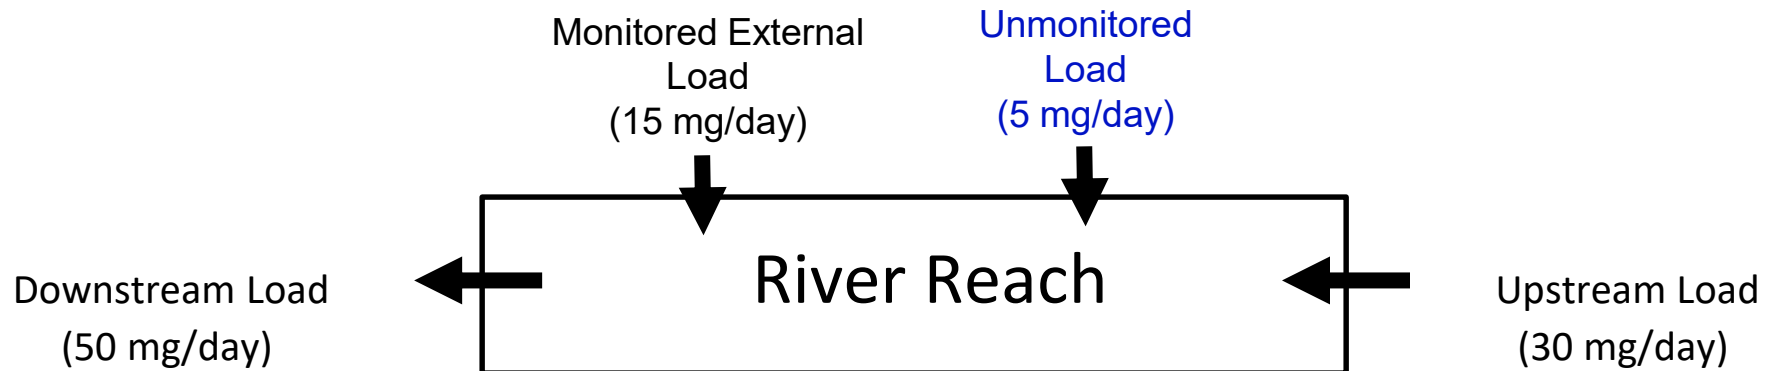 Monitored External
Load
(15 mg/day)
Unmonitored
Load
(5 mg/day)
River Reach
Downstream Load
(50 mg/day)
Upstream Load
(30 mg/day)